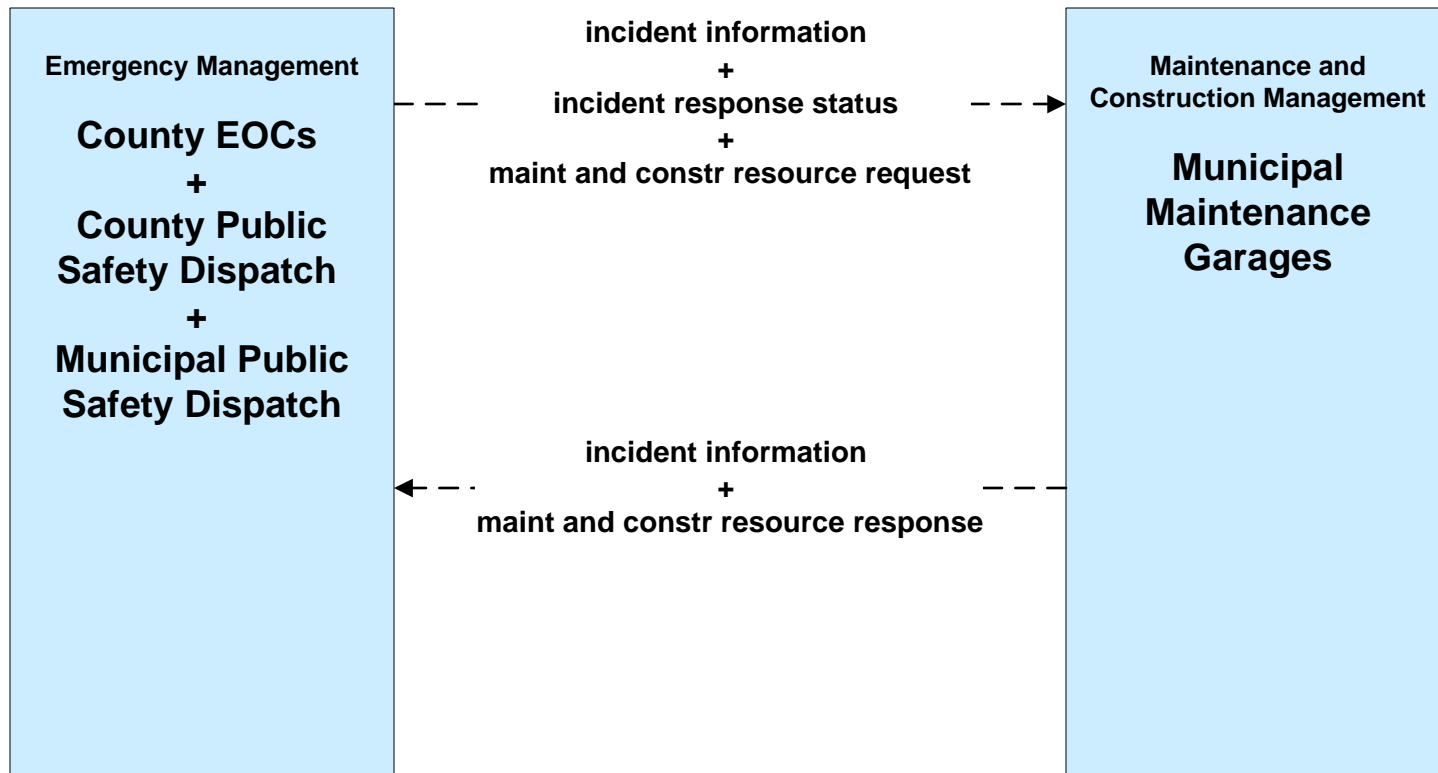 Emergency Management
County EOCs
+
County Public
Safety Dispatch
+
Municipal Public
Safety Dispatch
incident information
+
incident response status
+
maint and constr resource request
incident information
+
maint and constr resource response
Maintenance and
Construction Management
Municipal
Maintenance
Garages